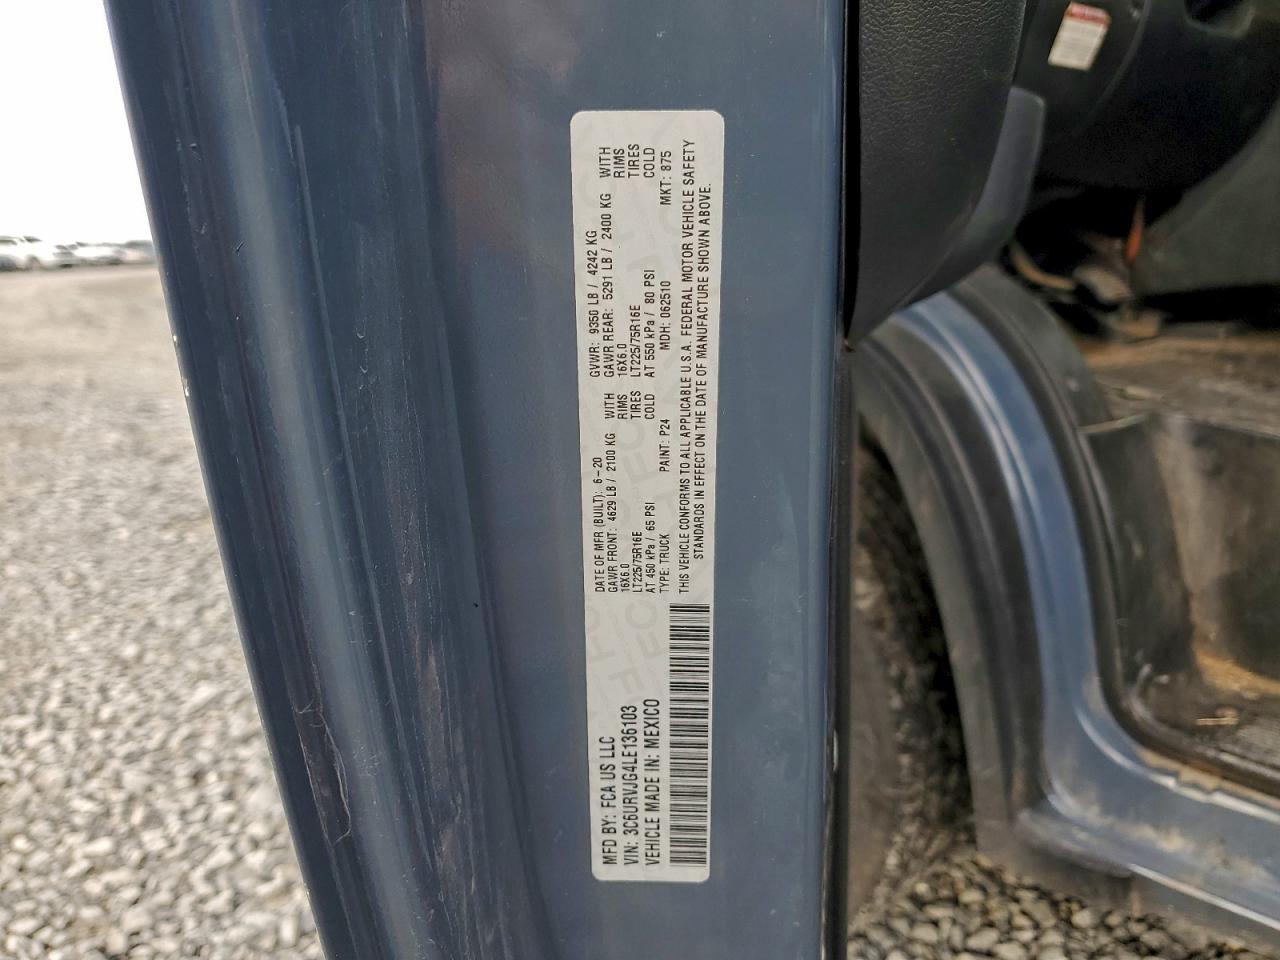 MFD BY: FCA US LLC
VIN: 3C6URVJG4LE136103
VEHICLE MADE IN: MEXICO
DATE OF MFR (BUILT): 6-20 GVWR: 9350 LB / 4242 KG
GAWR FRONT: 4629 LB / 2100 KG WITH GAWR REAR: 5291 LB / 2400 KG WITH
16X6.0 RIMS 16X6.0 RIMS
LT225/75R16E TIRES LT225/75R16E TIRES
AT 450 kPa / 65 PSI COLD AT 550 kPa / 80 PSI COLD
TYPE: TRUCK PAINT: P24 MDH: 062510 MKT: 875
THIS VEHICLE CONFORMS TO ALL APPLICABLE U.S.A. FEDERAL MOTOR VEHICLE SAFETY
STANDARDS IN EFFECT ON THE DATE OF MANUFACTURE SHOWN ABOVE.